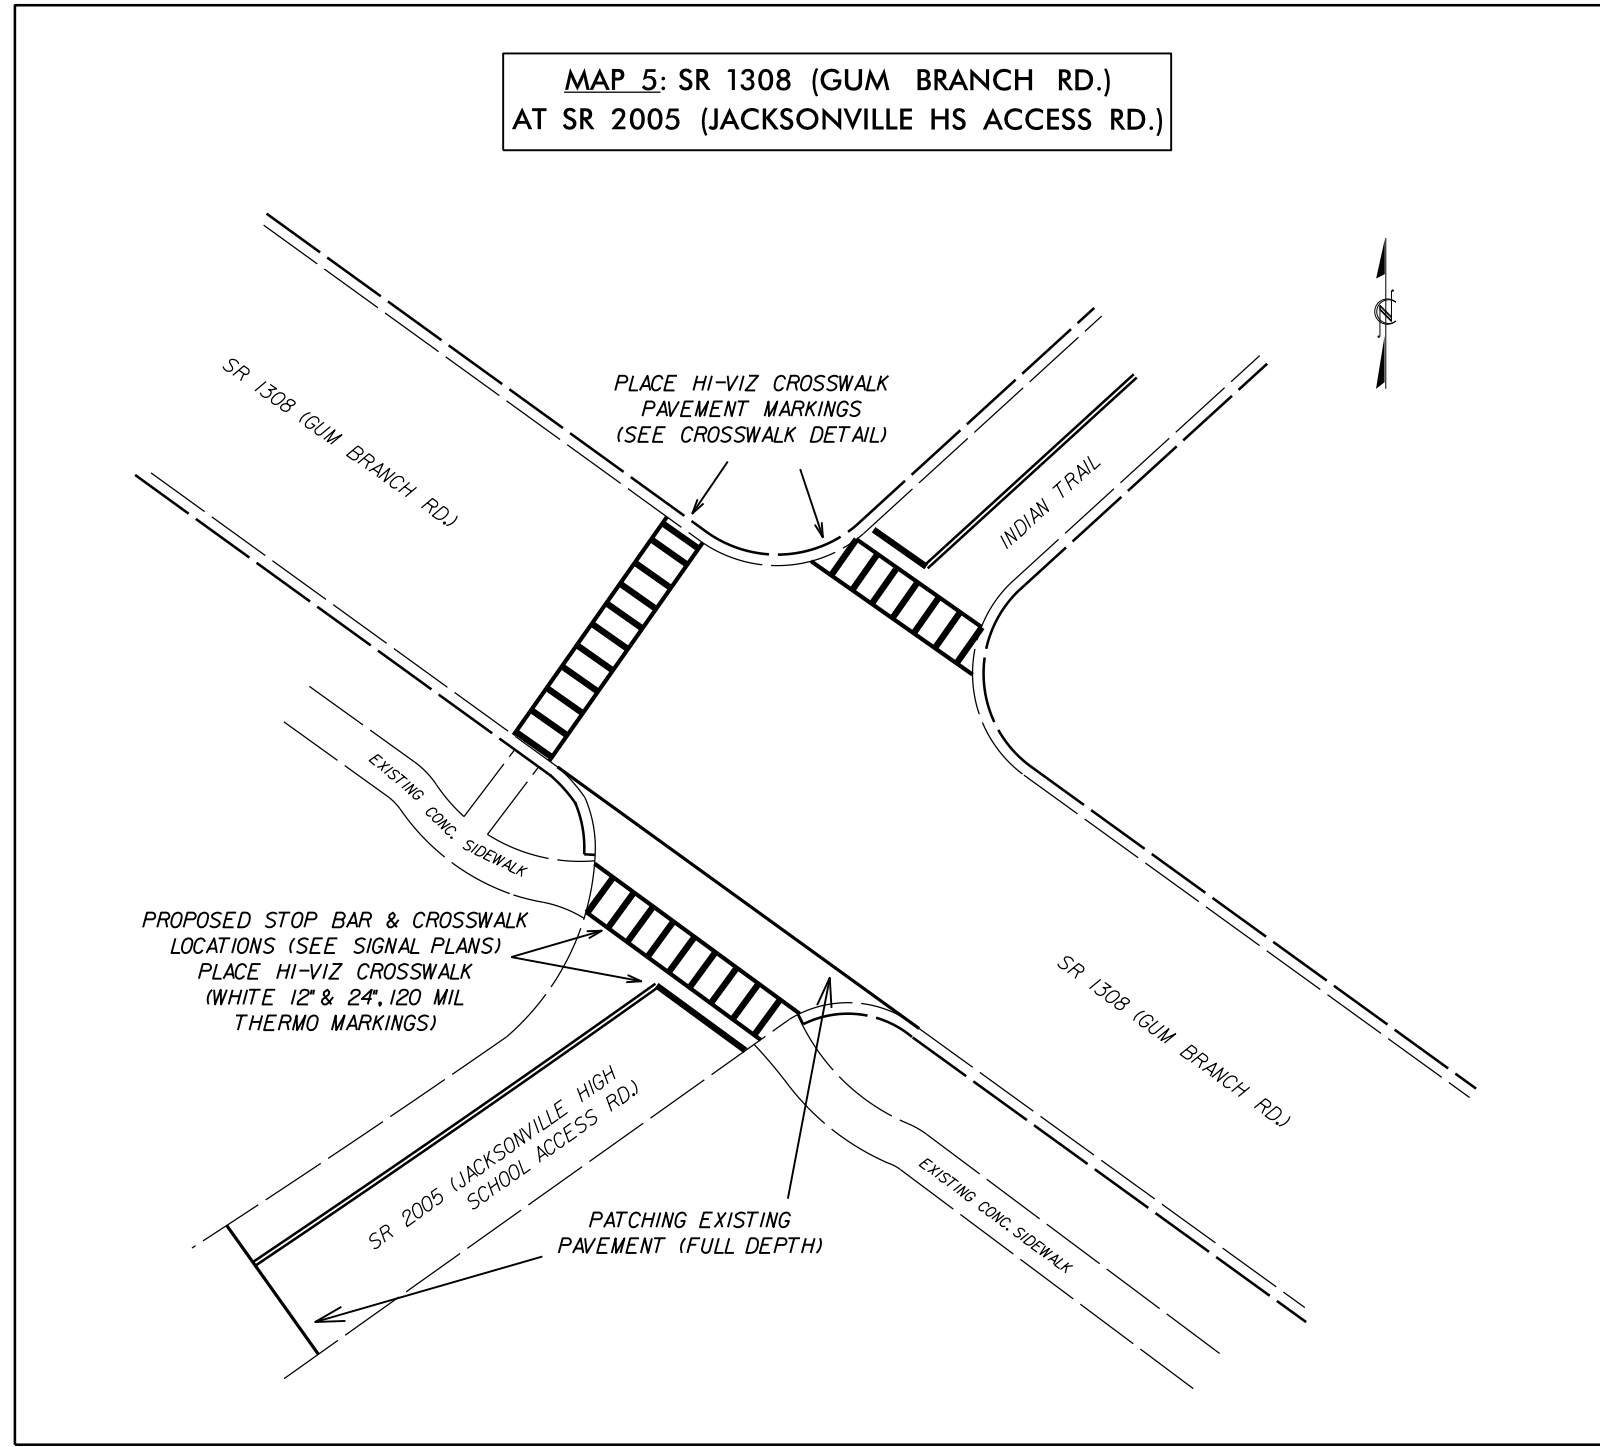 MAP 5: SR 1308 (GUM BRANCH RD.)
AT SR 2005 (JACKSONVILLE HS ACCESS RD.)
N
SR 1308 (GUM BRANCH RD.)
PLACE HI-VIZ CROSSWALK
PAVEMENT MARKINGS
(SEE CROSSWALK DETAIL)
INDIAN TRAIL
EXISTING CONC. SIDEWALK
PROPOSED STOP BAR & CROSSWALK
LOCATIONS (SEE SIGNAL PLANS)
PLACE HI-VIZ CROSSWALK
(WHITE 12" & 24", 120 MIL
THERMO MARKINGS)
SR 1308 (GUM BRANCH RD.)
SR 2005 (JACKSONVILLE HIGH
SCHOOL ACCESS RD.)
EXISTING CONC. SIDEWALK
PATCHING EXISTING
PAVEMENT (FULL DEPTH)